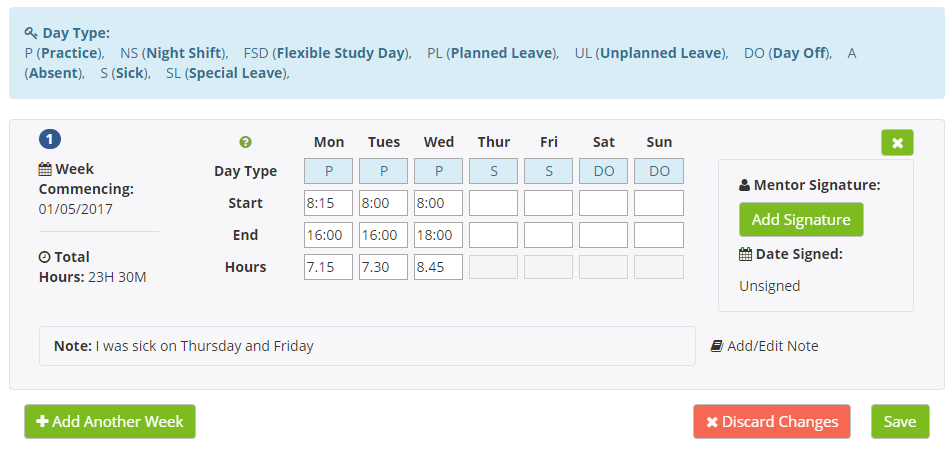 Day Type:
P (Practice), NS (Night Shift), FSD (Flexible Study Day), PL (Planned Leave), UL (Unplanned Leave), DO (Day Off), A
(Absent), S (Sick), SL (Special Leave),
1
Week
Commencing:
01/05/2017
Total
Hours: 23H 30M
? Mon Tues Wed Thur Fri Sat Sun
Day Type P P P S S DO DO
Start 8:15 8:00 8:00
End 16:00 16:00 18:00
Hours 7.15 7.30 8.45
Mentor Signature:
Add Signature
Date Signed:
Unsigned
Note: I was sick on Thursday and Friday
Add/Edit Note
Add Another Week
Discard Changes
Save